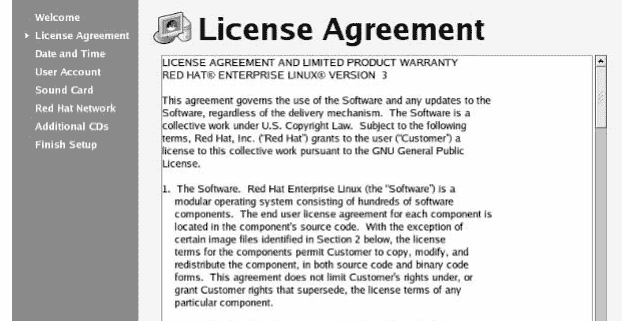 Welcome
License Agreement
Date and Time
User Account
Sound Card
Red Hat Network
Additional CDs
Finish Setup
License Agreement
LICENSE AGREEMENT AND LIMITED PRODUCT WARRANTY
RED HAT® ENTERPRISE LINUX® VERSION 3
This agreement governs the use of the Software and any updates to the
Software, regardless of the delivery mechanism. The Software is a
collective work under U.S. Copyright Law. Subject to the following
terms, Red Hat, Inc. ("Red Hat") grants to the user ("Customer") a
license to this collective work pursuant to the GNU General Public
License.
1. The Software. Red Hat Enterprise Linux (the "Software") is a
modular operating system consisting of hundreds of software
components. The end user license agreement for each component is
located in the component's source code. With the exception of
certain image files identified in Section 2 below, the license
terms for the components permit Customer to copy, modify, and
redistribute the component, in both source code and binary code
forms. This agreement does not limit Customer's rights under, or
grant Customer rights that supersede, the license terms of any
particular component.